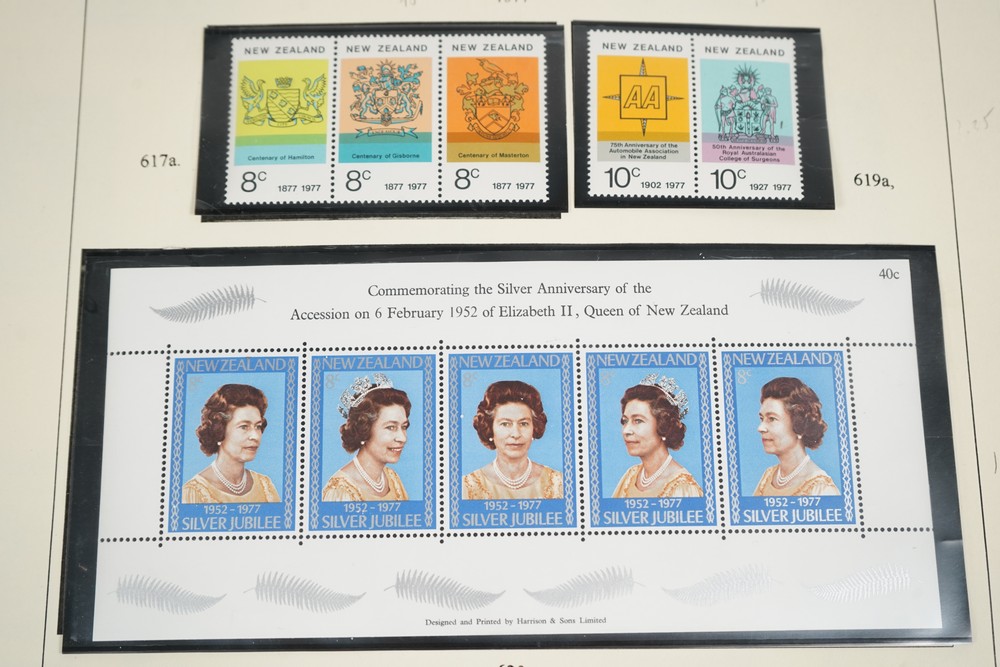 NEW ZEALAND
Centenary of Hamilton
8c 1877 1977
NEW ZEALAND
Centenary of Gisborne
8c 1877 1977
NEW ZEALAND
Centenary of Masterton
8c 1877 1977
617a.
NEW ZEALAND
AA
75th Anniversary of the
Automobile Association
in New Zealand
10c 1902 1977
NEW ZEALAND
50th Anniversary of the
Royal Australasian
College of Surgeons
10c 1927 1977
619a,
40c
Commemorating the Silver Anniversary of the
Accession on 6 February 1952 of Elizabeth II, Queen of New Zealand
NEW ZEALAND
8c
1952-1977
SILVER JUBILEE
NEW ZEALAND
8c
1952-1977
SILVER JUBILEE
NEW ZEALAND
8c
1952-1977
SILVER JUBILEE
NEW ZEALAND
8c
1952-1977
SILVER JUBILEE
NEW ZEALAND
8c
1952-1977
SILVER JUBILEE
Designed and Printed by Harrison & Sons Limited